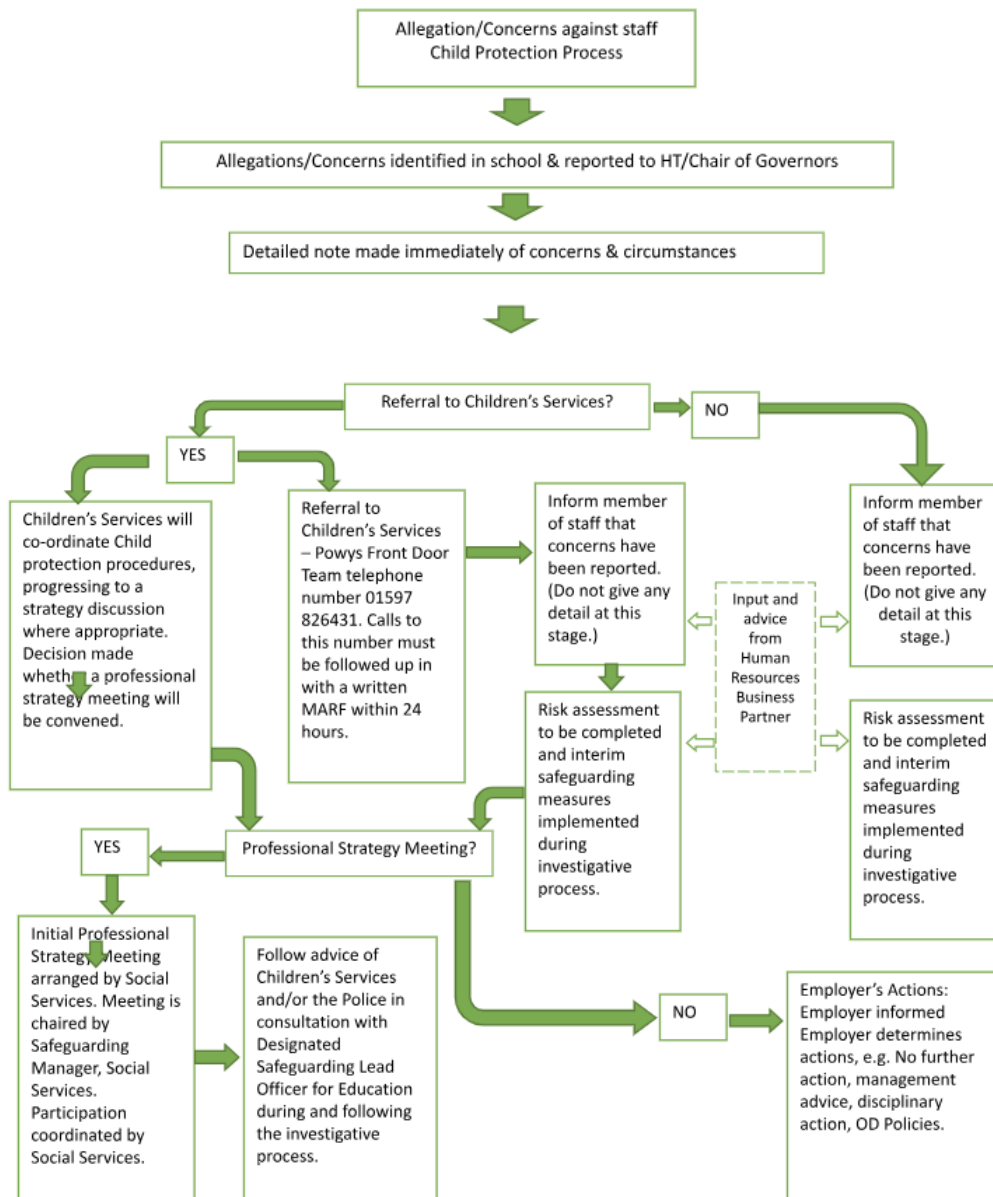 Allegation/Concerns against staff
Child Protection Process
Allegations/Concerns identified in school & reported to HT/Chair of Governors
Detailed note made immediately of concerns & circumstances
Referral to Children’s Services?
NO
YES
Children’s Services will
co-ordinate Child
protection procedures,
progressing to a
strategy discussion
where appropriate.
Decision made
whether a professional
strategy meeting will
be convened.
Referral to
Children’s Services
– Powys Front Door
Team telephone
number 01597
826431. Calls to
this number must
be followed up in
with a written
MARF within 24
hours.
Inform member
of staff that
concerns have
been reported.
(Do not give any
detail at this
stage.)
Input and
advice
from
Human
Resources
Business
Partner
Inform member
of staff that
concerns have
been reported.
(Do not give any
detail at this
stage.)
Risk assessment
to be completed
and interim
safeguarding
measures
implemented
during
investigative
process.
Risk assessment
to be completed
and interim
safeguarding
measures
implemented
during
investigative
process.
YES
Professional Strategy Meeting?
Initial Professional
Strategy Meeting
arranged by Social
Services. Meeting is
chaired by
Safeguarding
Manager, Social
Services.
Participation
coordinated by
Social Services.
Follow advice of
Children’s Services
and/or the Police in
consultation with
Designated
Safeguarding Lead
Officer for Education
during and following
the investigative
process.
NO
Employer’s Actions:
Employer informed
Employer determines
actions, e.g. No further
action, management
advice, disciplinary
action, OD Policies.